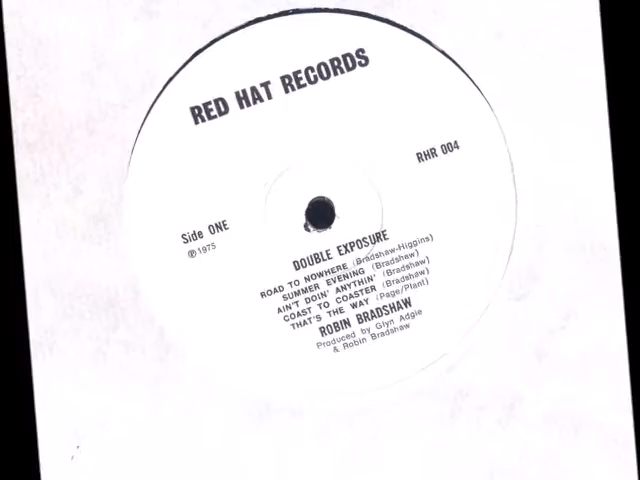 RED HAT RECORDS
RHR 004
Side ONE
℗1975
DOUBLE EXPOSURE
ROAD TO NOWHERE (Bradshaw-Higgins)
SUMMER EVENING (Bradshaw)
AIN'T DOIN' ANYTHIN' (Bradshaw)
COAST TO COASTER (Bradshaw)
THAT'S THE WAY (Page/Plant)
ROBIN BRADSHAW
Produced by Glyn Adgie
& Robin Bradshaw